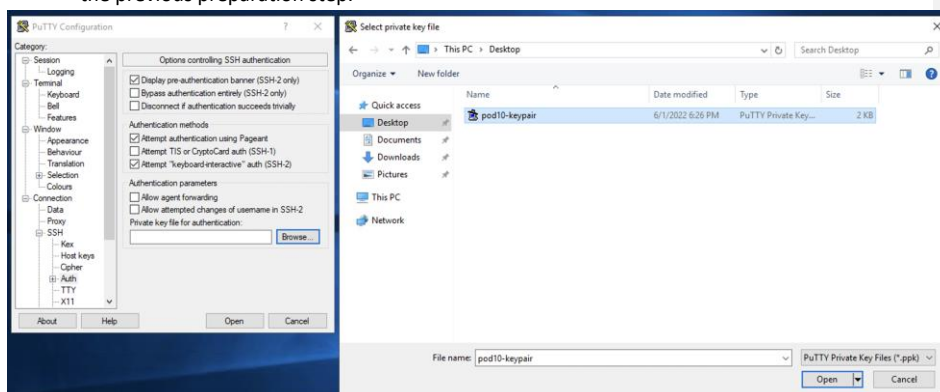 the previous preparation step.
PuTTY Configuration
Category:
Session
Logging
Terminal
Keyboard
Bell
Features
Window
Appearance
Behaviour
Translation
Selection
Colours
Connection
Data
Proxy
SSH
Kex
Host keys
Cipher
Auth
TTY
X11
Options controlling SSH authentication
Display pre-authentication banner (SSH-2 only)
Bypass authentication entirely (SSH-2 only)
Disconnect if authentication succeeds trivially
Authentication methods
Attempt authentication using Pageant
Attempt TIS or CryptoCard auth (SSH-1)
Attempt "keyboard-interactive" auth (SSH-2)
Authentication parameters
Allow agent forwarding
Allow attempted changes of username in SSH-2
Private key file for authentication:
Browse...
About Help Open Cancel
Select private key file
This PC > Desktop
Search Desktop
Organize New folder
Name Date modified Type Size
Quick access
Desktop
Documents
Downloads
Pictures
This PC
Network
pod10-keypair 6/1/2022 6:26 PM PuTTY Private Key... 2 KB
File name: pod10-keypair PuTTY Private Key Files (*.ppk)
Open Cancel